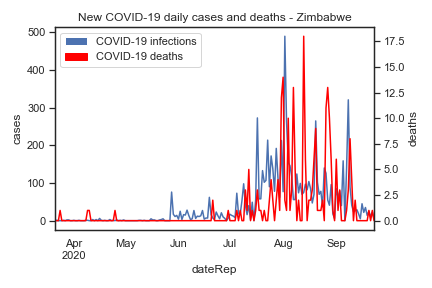 New COVID-19 daily cases and deaths - Zimbabwe
COVID-19 infections
COVID-19 deaths
500
400
300
200
100
0
cases
17.5
15.0
12.5
10.0
7.5
5.0
2.5
0.0
deaths
Apr May Jun Jul Aug Sep
2020
dateRep